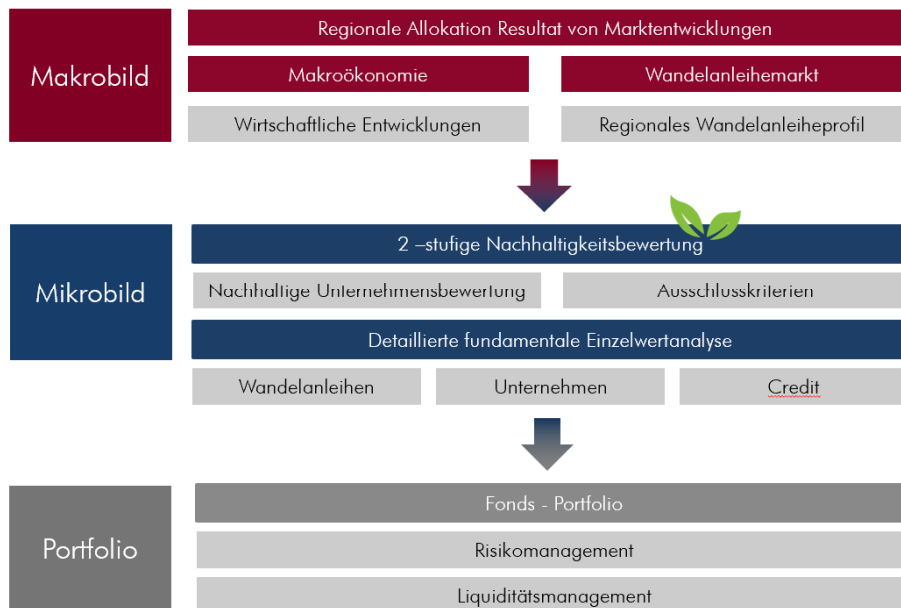 Makrobild
Regionale Allokation Resultat von Marktentwicklungen
Makroökonomie
Wandelanleihemarkt
Wirtschaftliche Entwicklungen
Regionales Wandelanleiheprofil
Mikrobild
2 –stufige Nachhaltigkeitsbewertung
Nachhaltige Unternehmensbewertung
Ausschlusskriterien
Detaillierte fundamentale Einzelwertanalyse
Wandelanleihen
Unternehmen
Credit
Portfolio
Fonds - Portfolio
Risikomanagement
Liquiditätsmanagement